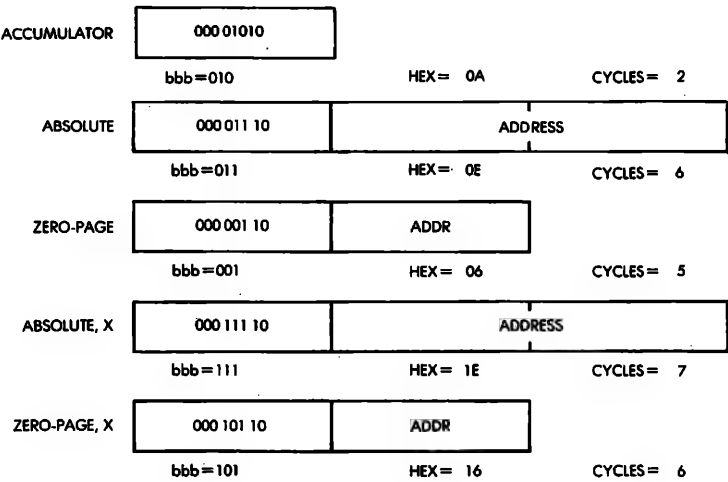 ACCUMULATOR 000 01010
bbb=010 HEX= 0A CYCLES= 2
ABSOLUTE 000 011 10 ADDRESS
bbb=011 HEX= 0E CYCLES= 6
ZERO-PAGE 000 001 10 ADDR
bbb=001 HEX= 06 CYCLES= 5
ABSOLUTE, X 000 111 10 ADDRESS
bbb=111 HEX= 1E CYCLES= 7
ZERO-PAGE, X 000 101 10 ADDR
bbb=101 HEX= 16 CYCLES= 6